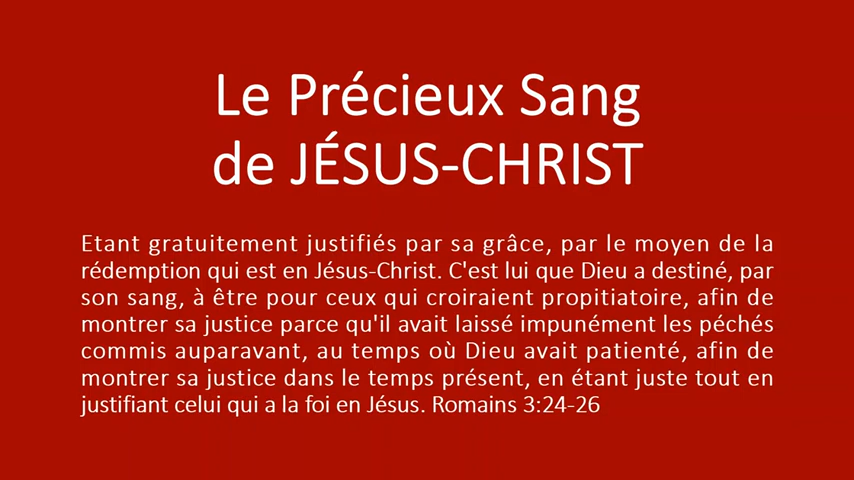 Le Précieux Sang
de JÉSUS-CHRIST
Etant gratuitement justifiés par sa grâce, par le moyen de la
rédemption qui est en Jésus-Christ. C'est lui que Dieu a destiné, par
son sang, à être pour ceux qui croiraient propitiatoire, afin de
montrer sa justice parce qu'il avait laissé impunément les péchés
commis auparavant, au temps où Dieu avait patienté, afin de
montrer sa justice dans le temps présent, en étant juste tout en
justifiant celui qui a la foi en Jésus. Romains 3:24-26